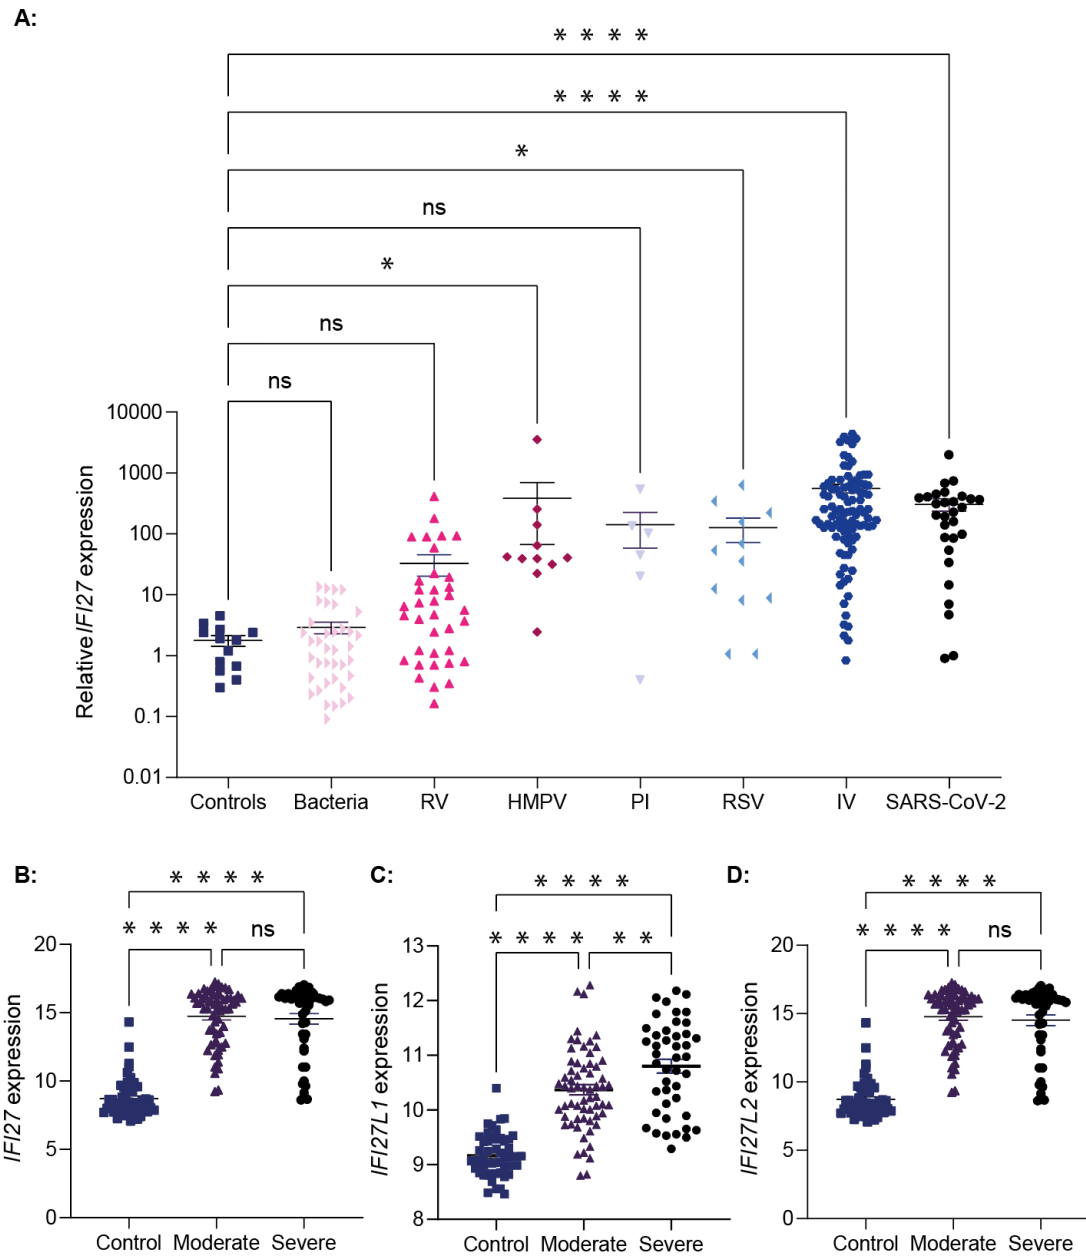 A:
* * * *
* * * *
*
ns
*
ns
ns
10000
1000
100
10
1
0.1
0.01
Relative IFI27 expression
Controls Bacteria RV HMPV PI RSV IV SARS-CoV-2
B:
* * * *
* * * * ns
20
15
10
5
0
IFI27 expression
Control Moderate Severe
C:
* * * *
* * * * * *
13
12
11
10
9
8
IFI27L1 expression
Control Moderate Severe
D:
* * * *
* * * * ns
20
15
10
5
0
IFI27L2 expression
Control Moderate Severe